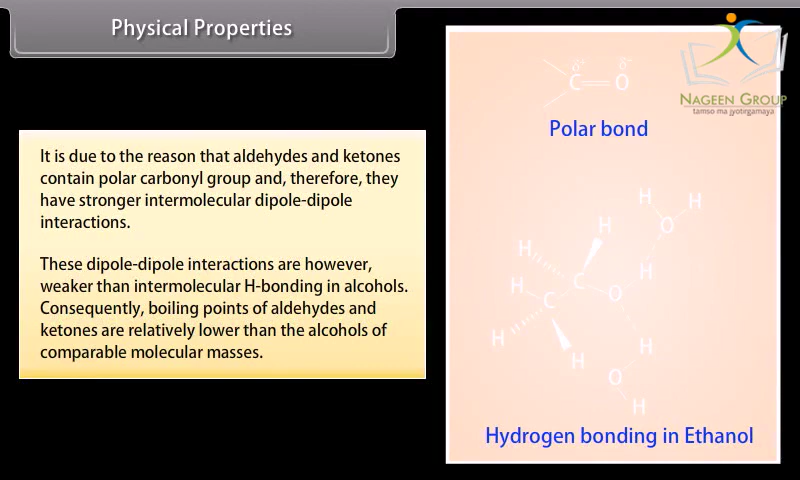 Physical Properties
NAGEEN GROUP
tamso ma jyotirgamaya
δ+ δ-
C O
Polar bond
It is due to the reason that aldehydes and ketones
contain polar carbonyl group and, therefore, they
have stronger intermolecular dipole-dipole
interactions.
These dipole-dipole interactions are however,
weaker than intermolecular H-bonding in alcohols.
Consequently, boiling points of aldehydes and
ketones are relatively lower than the alcohols of
comparable molecular masses.
H H
H O
H
H C H
H C O
H H
H O
H
Hydrogen bonding in Ethanol